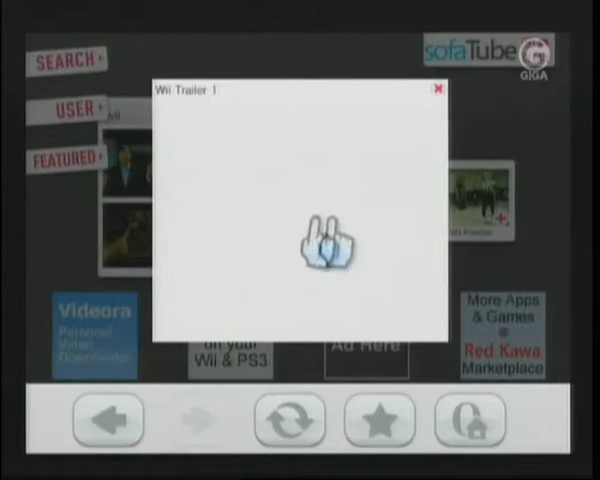 SEARCH
sofaTube
GIGA
Wii Trailer 1
USER
FEATURED
Videora
Personal
Video
Downloader
on your
Wii & PS3
Ad Here
More Apps
& Games
@
Red Kawa
Marketplace